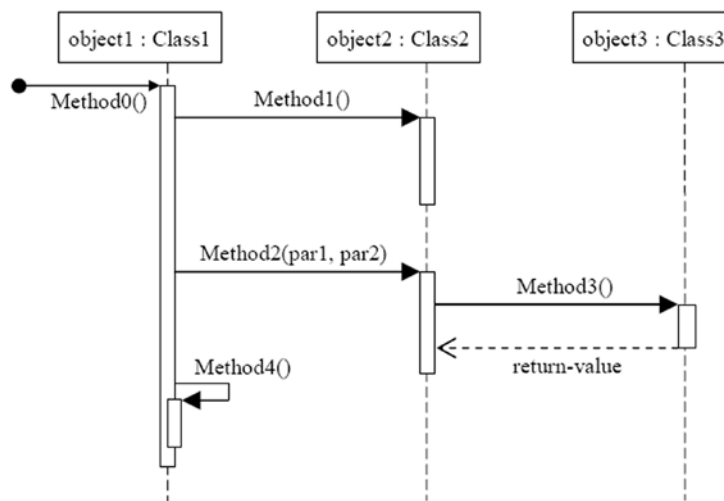 object1 : Class1
object2 : Class2
object3 : Class3
Method0()
Method1()
Method2(par1, par2)
Method3()
return-value
Method4()